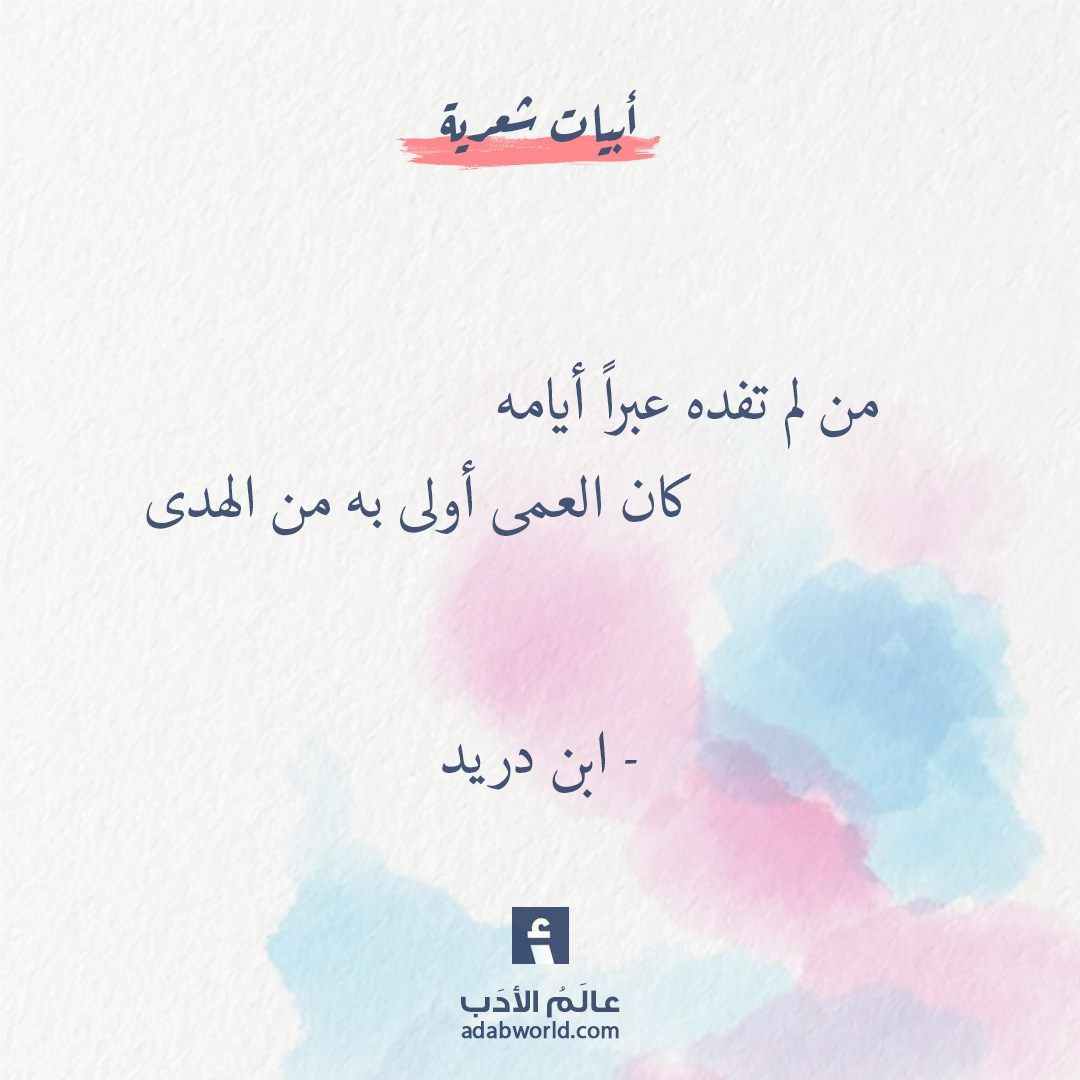 أبيات شعرية
من لم تفده عبراً أيامه
كان العمى أولى به من الهدى
- ابن دريد
أ
عالَمُ الأدَب
adabworld.com